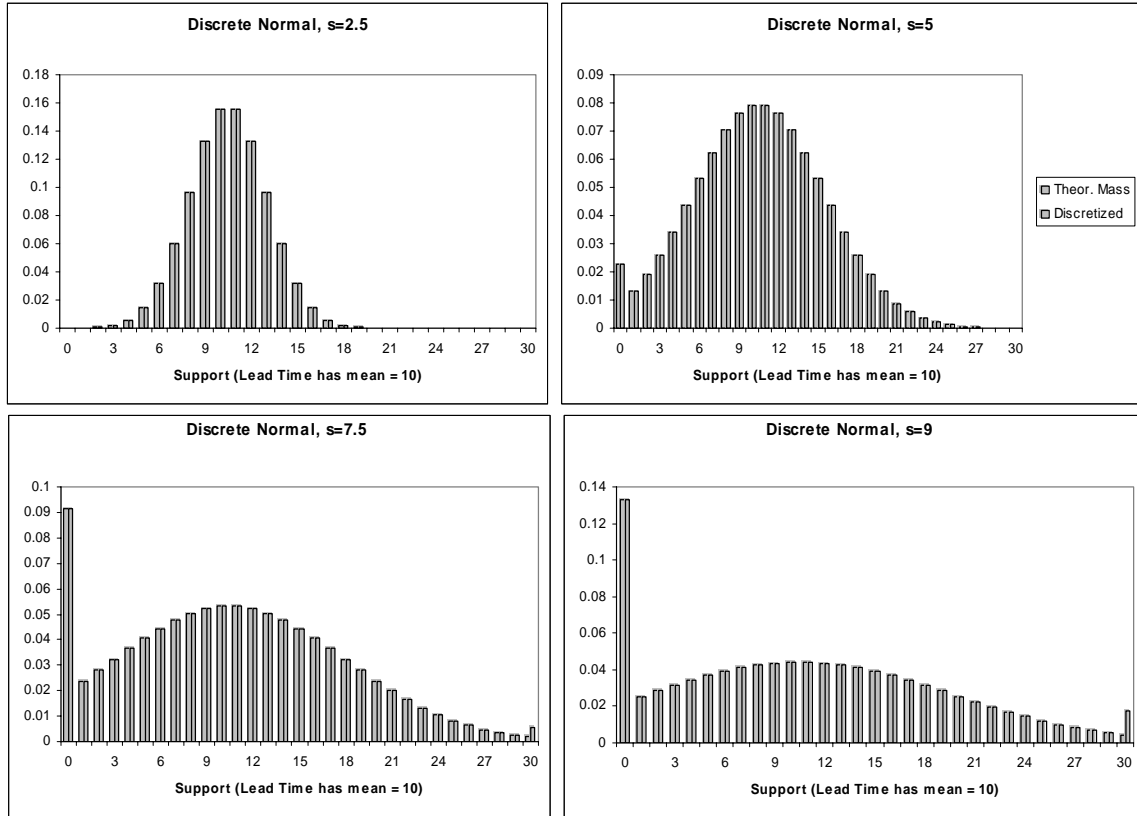 Discrete Normal, s=2.5
0.18
0.16
0.14
0.12
0.1
0.08
0.06
0.04
0.02
0
0 3 6 9 12 15 18 21 24 27 30
Support (Lead Time has mean = 10)
Discrete Normal, s=5
0.09
0.08
0.07
0.06
0.05
0.04
0.03
0.02
0.01
0
0 3 6 9 12 15 18 21 24 27 30
Support (Lead Time has mean = 10)
Theor. Mass
Discretized
Discrete Normal, s=7.5
0.1
0.09
0.08
0.07
0.06
0.05
0.04
0.03
0.02
0.01
0
0 3 6 9 12 15 18 21 24 27 30
Support (Lead Time has mean = 10)
Discrete Normal, s=9
0.14
0.12
0.1
0.08
0.06
0.04
0.02
0
0 3 6 9 12 15 18 21 24 27 30
Support (Lead Time has mean = 10)